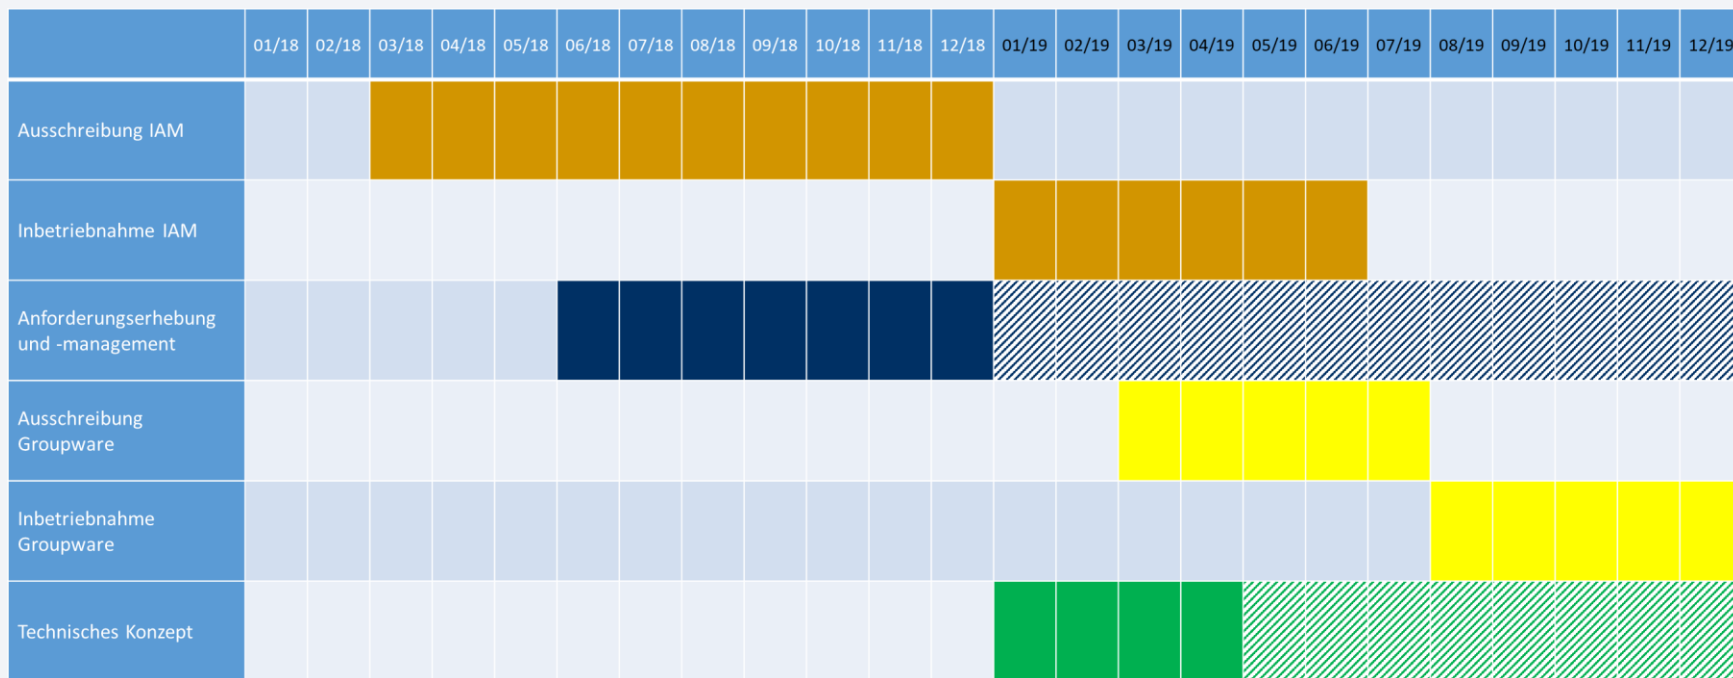 01/18 02/18 03/18 04/18 05/18 06/18 07/18 08/18 09/18 10/18 11/18 12/18 01/19 02/19 03/19 04/19 05/19 06/19 07/19 08/19 09/19 10/19 11/19 12/19
Ausschreibung IAM
Inbetriebnahme IAM
Anforderungserhebung
und -management
Ausschreibung
Groupware
Inbetriebnahme
Groupware
Technisches Konzept